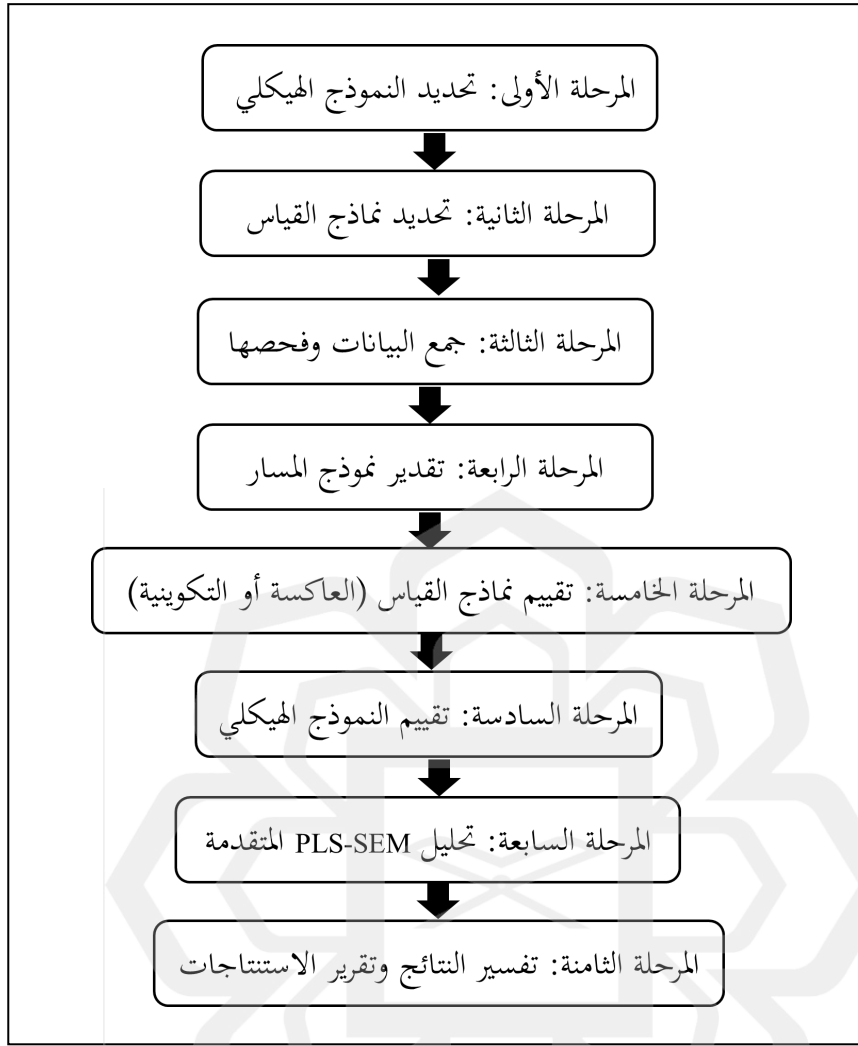 المرحلة الأولى: تحديد النموذج الهيكلي
المرحلة الثانية: تحديد نماذج القياس
المرحلة الثالثة: جمع البيانات وفحصها
المرحلة الرابعة: تقدير نموذج المسار
المرحلة الخامسة: تقييم نماذج القياس (العاكسة أو التكوينية)
المرحلة السادسة: تقييم النموذج الهيكلي
المرحلة السابعة: تحليل PLS-SEM المتقدمة
المرحلة الثامنة: تفسير النتائج وتقرير الاستنتاجات